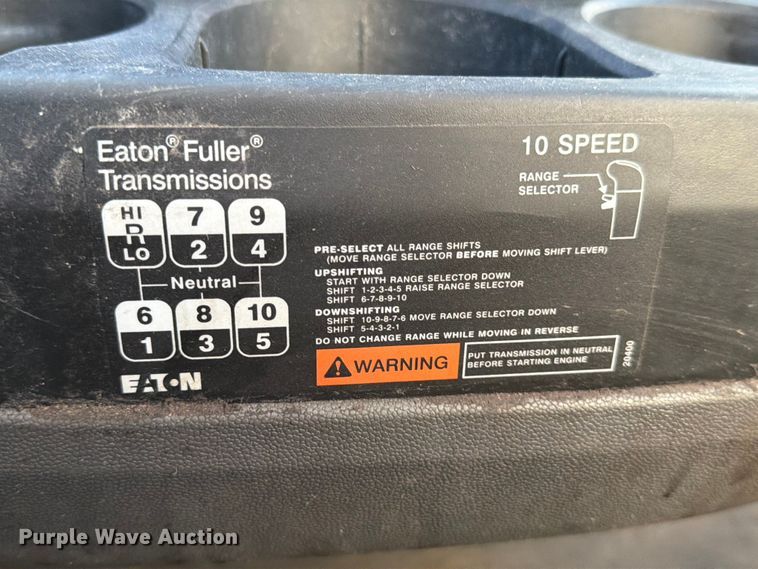 Eaton® Fuller®
Transmissions
10 SPEED
RANGE
SELECTOR
HI
R
LO
7
2
9
4
Neutral
6
1
8
3
10
5
EATON
PRE-SELECT ALL RANGE SHIFTS
(MOVE RANGE SELECTOR BEFORE MOVING SHIFT LEVER)
UPSHIFTING
START WITH RANGE SELECTOR DOWN
SHIFT 1-2-3-4-5 RAISE RANGE SELECTOR
SHIFT 6-7-8-9-10
DOWNSHIFTING
SHIFT 10-9-8-7-6 MOVE RANGE SELECTOR DOWN
SHIFT 5-4-3-2-1
DO NOT CHANGE RANGE WHILE MOVING IN REVERSE
WARNING
PUT TRANSMISSION IN NEUTRAL
BEFORE STARTING ENGINE
20400
Purple Wave Auction